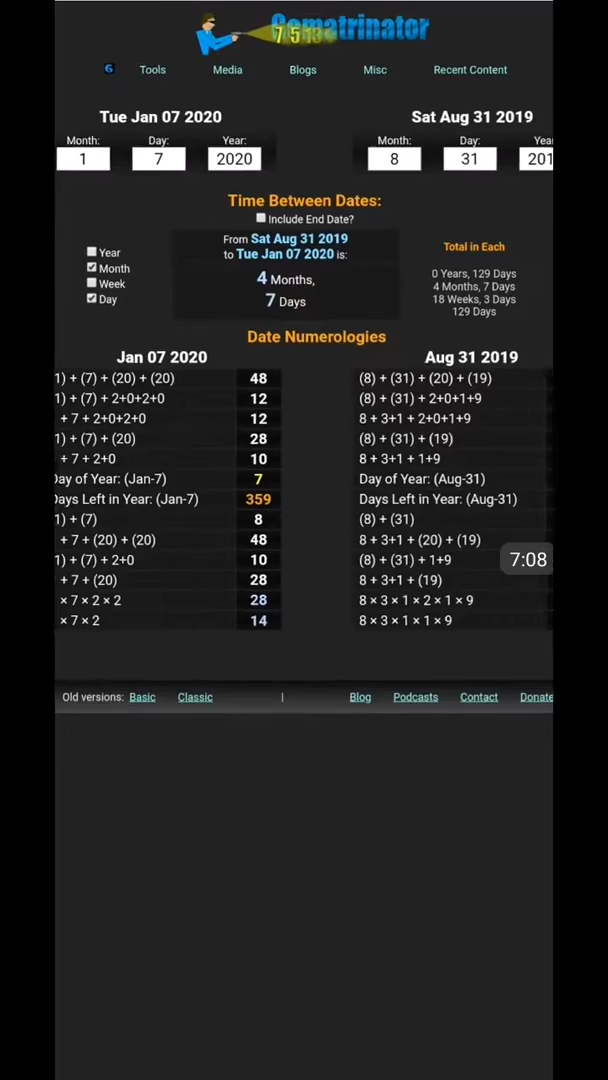 Gematrinator
G Tools Media Blogs Misc Recent Content
Tue Jan 07 2020 Sat Aug 31 2019
Month: Day: Year: Month: Day: Yea
1 7 2020 8 31 201
Time Between Dates:
Include End Date?
From Sat Aug 31 2019
to Tue Jan 07 2020 is:
4 Months,
7 Days
Year
Month
Week
Day
Total in Each
0 Years, 129 Days
4 Months, 7 Days
18 Weeks, 3 Days
129 Days
Date Numerologies
Jan 07 2020
1) + (7) + (20) + (20) 48
1) + (7) + 2+0+2+0 12
+ 7 + 2+0+2+0 12
1) + (7) + (20) 28
+ 7 + 2+0 10
Day of Year: (Jan-7) 7
Days Left in Year: (Jan-7) 359
1) + (7) 8
+ 7 + (20) + (20) 48
1) + (7) + 2+0 10
+ 7 + (20) 28
× 7 × 2 × 2 28
× 7 × 2 14
Aug 31 2019
(8) + (31) + (20) + (19)
(8) + (31) + 2+0+1+9
8 + 3+1 + 2+0+1+9
(8) + (31) + (19)
8 + 3+1 + 1+9
Day of Year: (Aug-31)
Days Left in Year: (Aug-31)
(8) + (31)
8 + 3+1 + (20) + (19)
(8) + (31) + 1+9
8 + 3+1 + (19)
8 × 3 × 1 × 2 × 1 × 9
8 × 3 × 1 × 1 × 9
7:08
Old versions: Basic Classic | Blog Podcasts Contact Donate